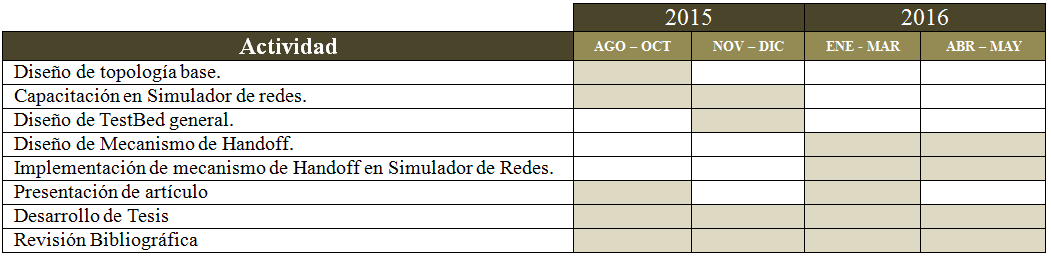 2015 2016
Actividad AGO – OCT NOV – DIC ENE - MAR ABR – MAY
Diseño de topología base.
Capacitación en Simulador de redes.
Diseño de TestBed general.
Diseño de Mecanismo de Handoff.
Implementación de mecanismo de Handoff en Simulador de Redes.
Presentación de artículo
Desarrollo de Tesis
Revisión Bibliográfica